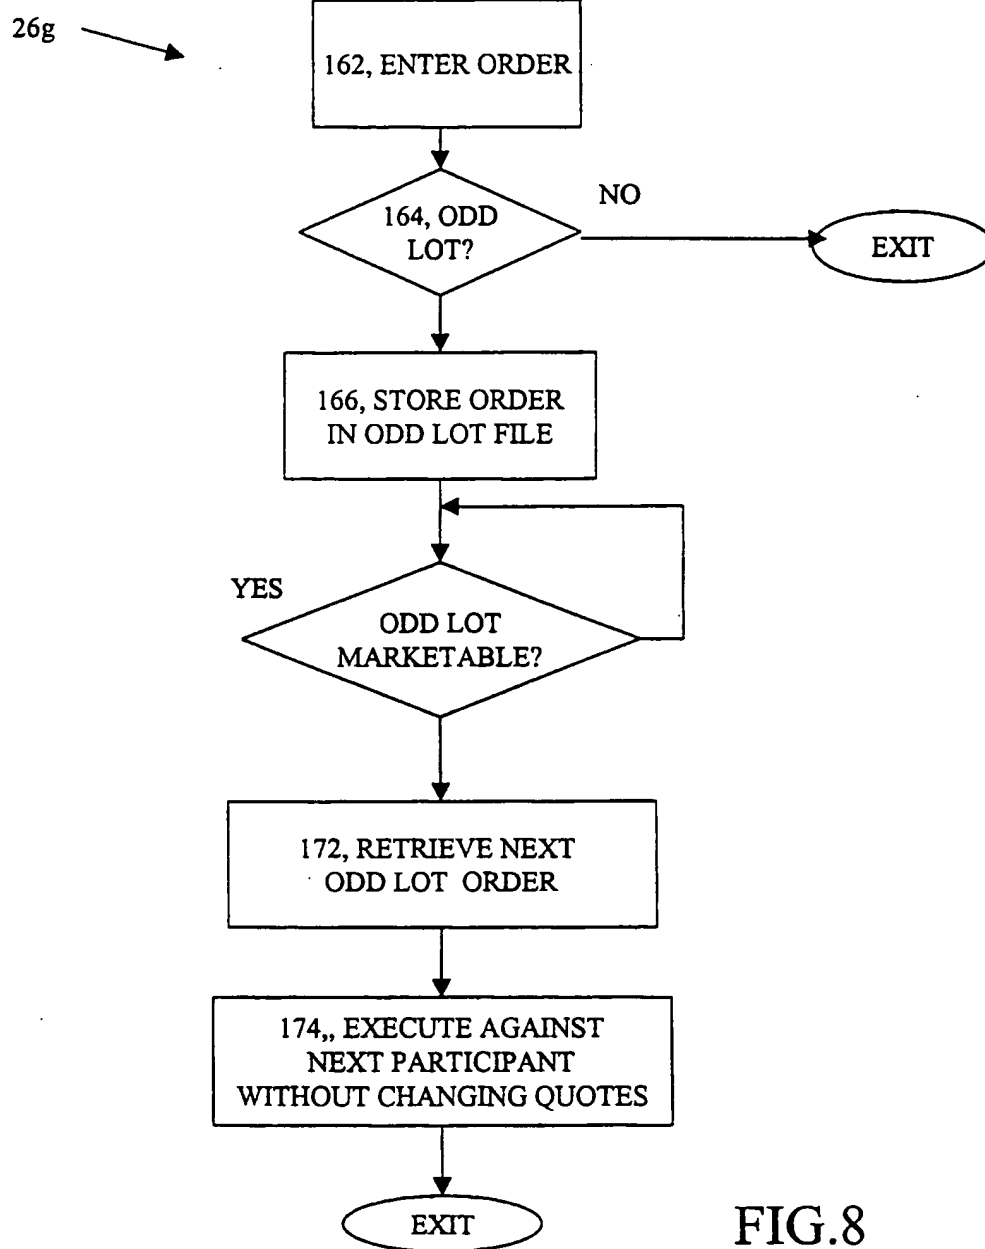 26g
162, ENTER ORDER
164, ODD
LOT?
NO
EXIT
166, STORE ORDER
IN ODD LOT FILE
YES
ODD LOT
MARKETABLE?
172, RETRIEVE NEXT
ODD LOT ORDER
174,, EXECUTE AGAINST
NEXT PARTICIPANT
WITHOUT CHANGING QUOTES
EXIT
FIG.8